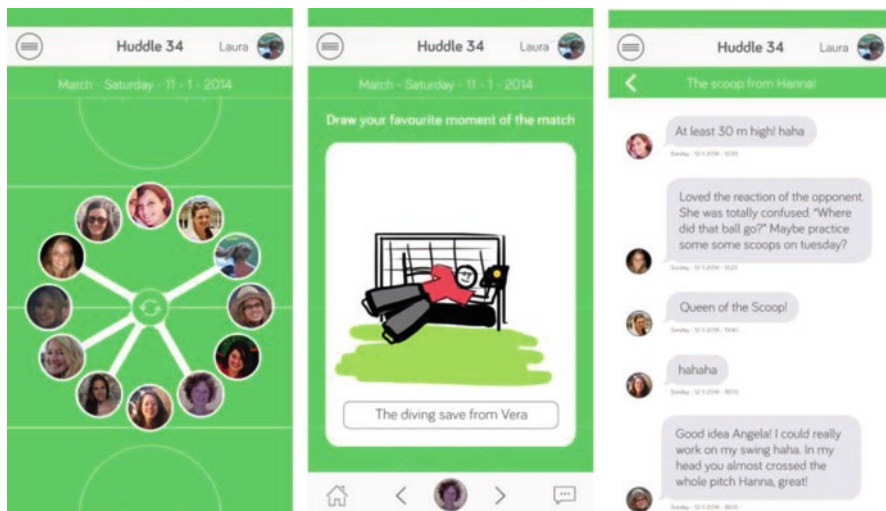 Huddle 34
Laura
Match - Saturday - 11 - 1 - 2014
Huddle 34
Laura
Match - Saturday - 11 - 1 - 2014
Draw your favourite moment of the match
The diving save from Vera
Huddle 34
Laura
The scoop from Hanna!
At least 30 m high! haha
Loved the reaction of the opponent.
She was totally confused. "Where
did that ball go?" Maybe practice
some some scoops on tuesday?
Queen of the Scoop!
hahaha
Good idea Angela! I could really
work on my swing haha. In my
head you almost crossed the
whole pitch Hanna, great!